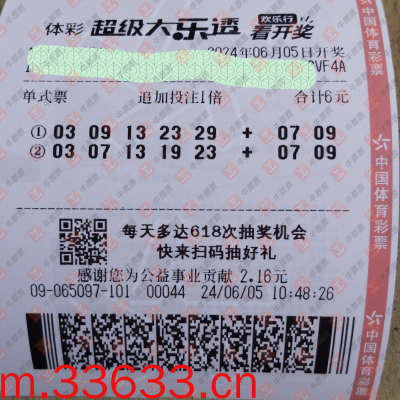 体彩 超级大乐透 欢乐行 看开奖
2024年06月05日开奖
CVF4A
单式票 追加投注1倍 合计6元
① 03 09 13 23 29 + 07 09
② 03 07 13 19 23 + 07 09
每天多达618次抽奖机会
快来扫码抽好礼
感谢您为公益事业贡献 2.16元
09-065097-101 00044 24/06/05 10:48:26
m.33633.cn
中国体育彩票
中国体育彩票
中国体育彩票